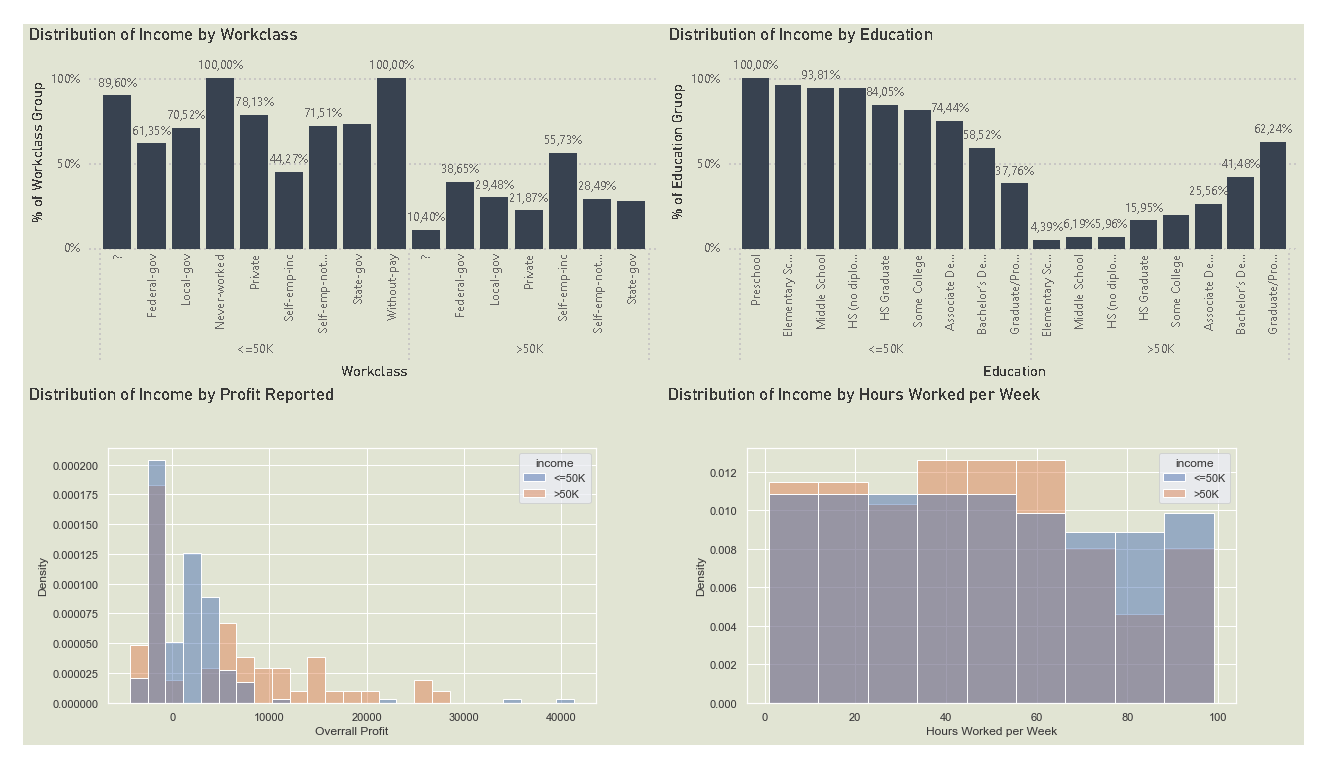 Distribution of Income by Workclass
% of Workclass Group
100%
50%
0%
89,60%
61,35%
70,52%
100,00%
78,13%
44,27%
71,51%
100,00%
10,40%
38,65%
29,48%
21,87%
55,73%
28,49%
?
Federal-gov
Local-gov
Never-worked
Private
Self-emp-inc
Self-emp-not...
State-gov
Without-pay
?
Federal-gov
Local-gov
Private
Self-emp-inc
Self-emp-not...
State-gov
<=50K
>50K
Workclass
Distribution of Income by Education
% of Education Gruop
100%
50%
0%
100,00%
93,81%
84,05%
74,44%
58,52%
37,76%
4,39%
6,19%
5,96%
15,95%
25,56%
41,48%
62,24%
Preschool
Elementary Sc...
Middle School
HS (no diplo...
HS Graduate
Some College
Associate De...
Bachelor's De...
Graduate/Pro...
Elementary Sc...
Middle School
HS (no diplo...
HS Graduate
Some College
Associate De...
Bachelor's De...
Graduate/Pro...
<=50K
>50K
Education
Distribution of Income by Profit Reported
Density
0.000200
0.000175
0.000150
0.000125
0.000100
0.000075
0.000050
0.000025
0.000000
income
<=50K
>50K
0
10000
20000
30000
40000
Overrall Profit
Distribution of Income by Hours Worked per Week
Density
0.012
0.010
0.008
0.006
0.004
0.002
0.000
income
<=50K
>50K
0
20
40
60
80
100
Hours Worked per Week